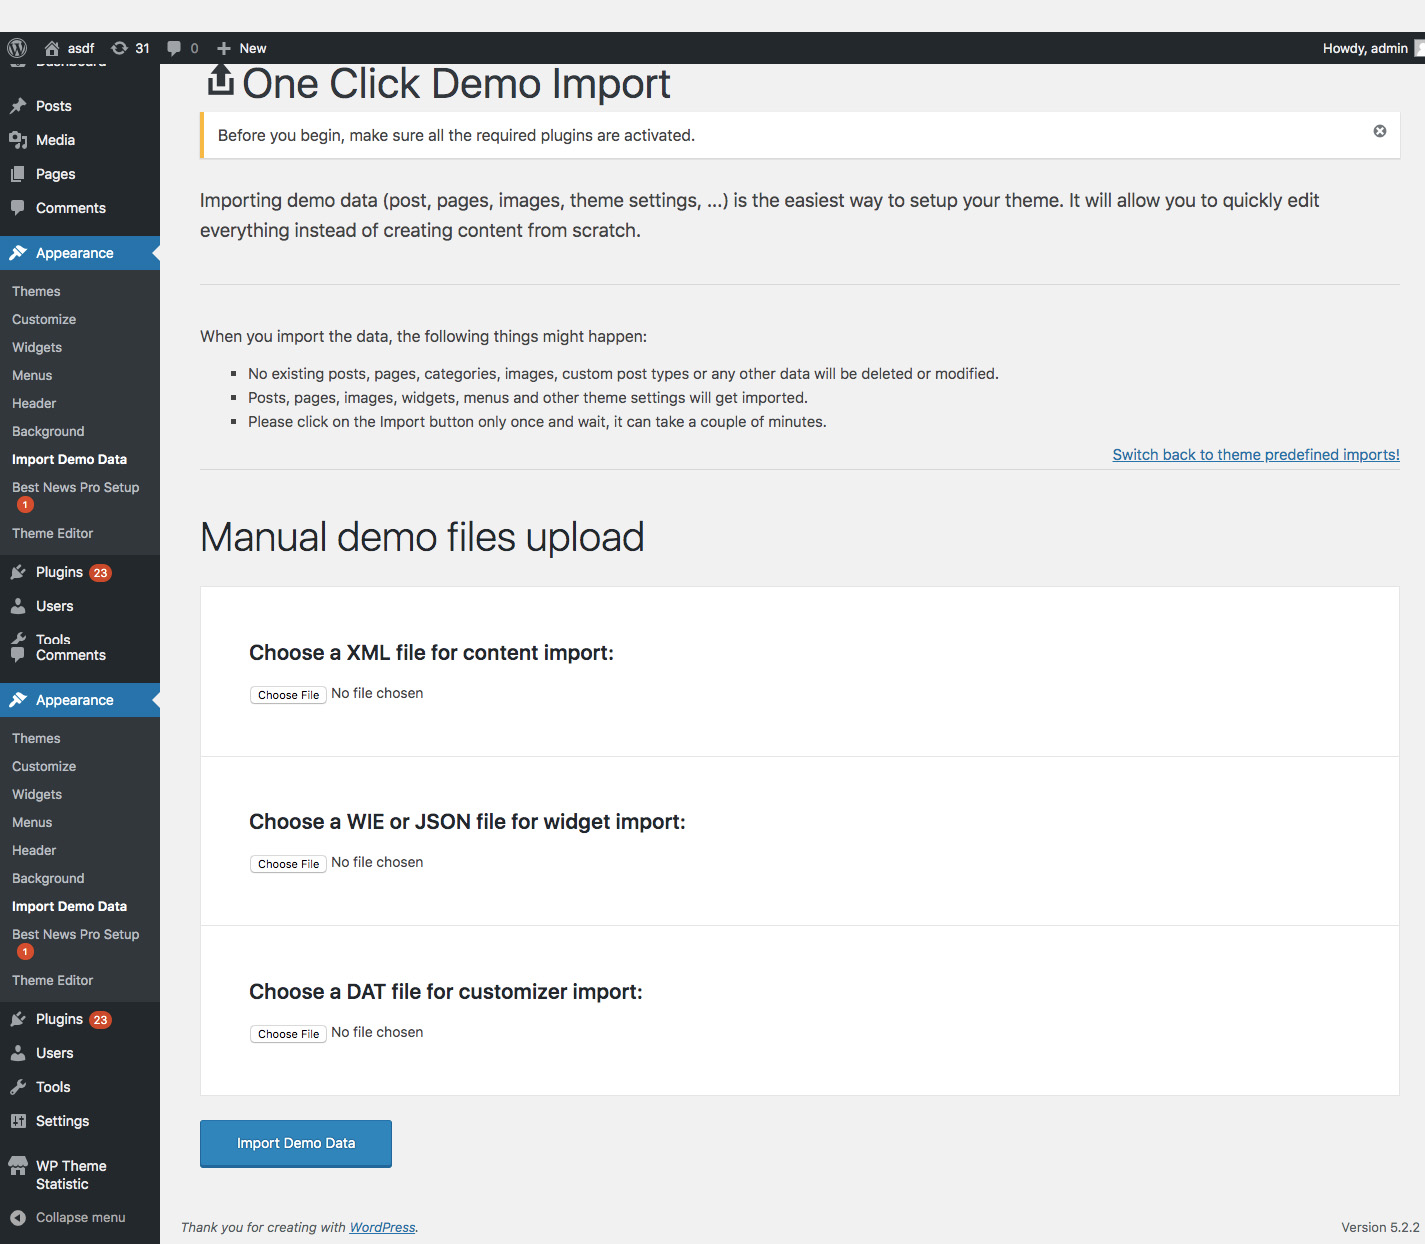 asdf
31
0
New
Howdy, admin
Dashboard
Posts
Media
Pages
Comments
Appearance
Themes
Customize
Widgets
Menus
Header
Background
Import Demo Data
Best News Pro Setup
1
Theme Editor
Plugins 23
Users
Tools
Comments
Appearance
Themes
Customize
Widgets
Menus
Header
Background
Import Demo Data
Best News Pro Setup
1
Theme Editor
Plugins 23
Users
Tools
Settings
WP Theme
Statistic
Collapse menu
One Click Demo Import
Before you begin, make sure all the required plugins are activated.
Importing demo data (post, pages, images, theme settings, ...) is the easiest way to setup your theme. It will allow you to quickly edit
everything instead of creating content from scratch.
When you import the data, the following things might happen:
▪ No existing posts, pages, categories, images, custom post types or any other data will be deleted or modified.
▪ Posts, pages, images, widgets, menus and other theme settings will get imported.
▪ Please click on the Import button only once and wait, it can take a couple of minutes.
Switch back to theme predefined imports!
Manual demo files upload
Choose a XML file for content import:
Choose File No file chosen
Choose a WIE or JSON file for widget import:
Choose File No file chosen
Choose a DAT file for customizer import:
Choose File No file chosen
Import Demo Data
Thank you for creating with WordPress.
Version 5.2.2